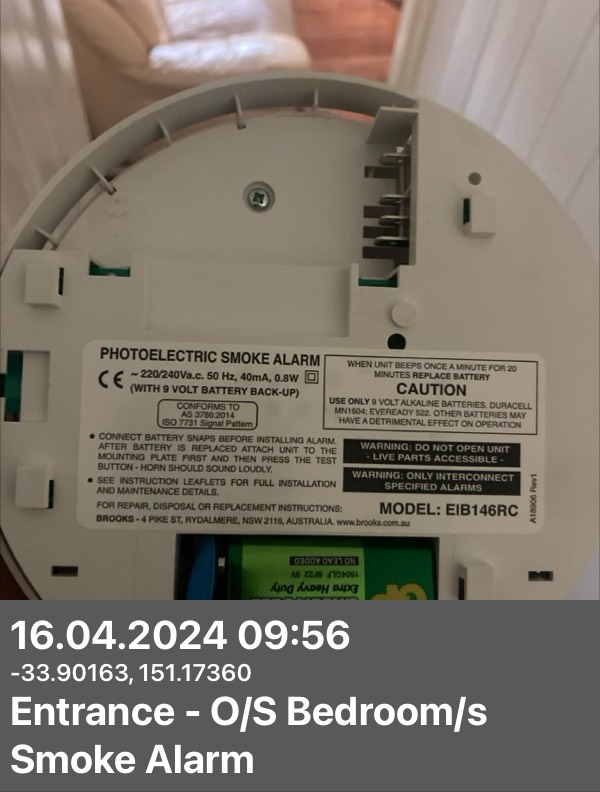 PHOTOELECTRIC SMOKE ALARM
CE ~ 220/240Va.c. 50 Hz, 40mA, 0.8W
(WITH 9 VOLT BATTERY BACK-UP)
CONFORMS TO
AS 3786:2014
ISO 7731 Signal Pattern
• CONNECT BATTERY SNAPS BEFORE INSTALLING ALARM.
AFTER BATTERY IS REPLACED ATTACH UNIT TO THE
MOUNTING PLATE FIRST AND THEN PRESS THE TEST
BUTTON - HORN SHOULD SOUND LOUDLY.
• SEE INSTRUCTION LEAFLETS FOR FULL INSTALLATION
AND MAINTENANCE DETAILS.
FOR REPAIR, DISPOSAL OR REPLACEMENT INSTRUCTIONS:
BROOKS - 4 PIKE ST, RYDALMERE, NSW 2116, AUSTRALIA. www.brooks.com.au
WHEN UNIT BEEPS ONCE A MINUTE FOR 20
MINUTES REPLACE BATTERY
CAUTION
USE ONLY 9 VOLT ALKALINE BATTERIES. DURACELL
MN1604; EVEREADY 522. OTHER BATTERIES MAY
HAVE A DETRIMENTAL EFFECT ON OPERATION
WARNING: DO NOT OPEN UNIT
- LIVE PARTS ACCESSIBLE -
WARNING: ONLY INTERCONNECT
SPECIFIED ALARMS
MODEL: EIB146RC
A18906 Rev1
NO LEAD ADDED
1604GLF 6F22 9V
Extra Heavy Duty
GP
16.04.2024 09:56
-33.90163, 151.17360
Entrance - O/S Bedroom/s
Smoke Alarm